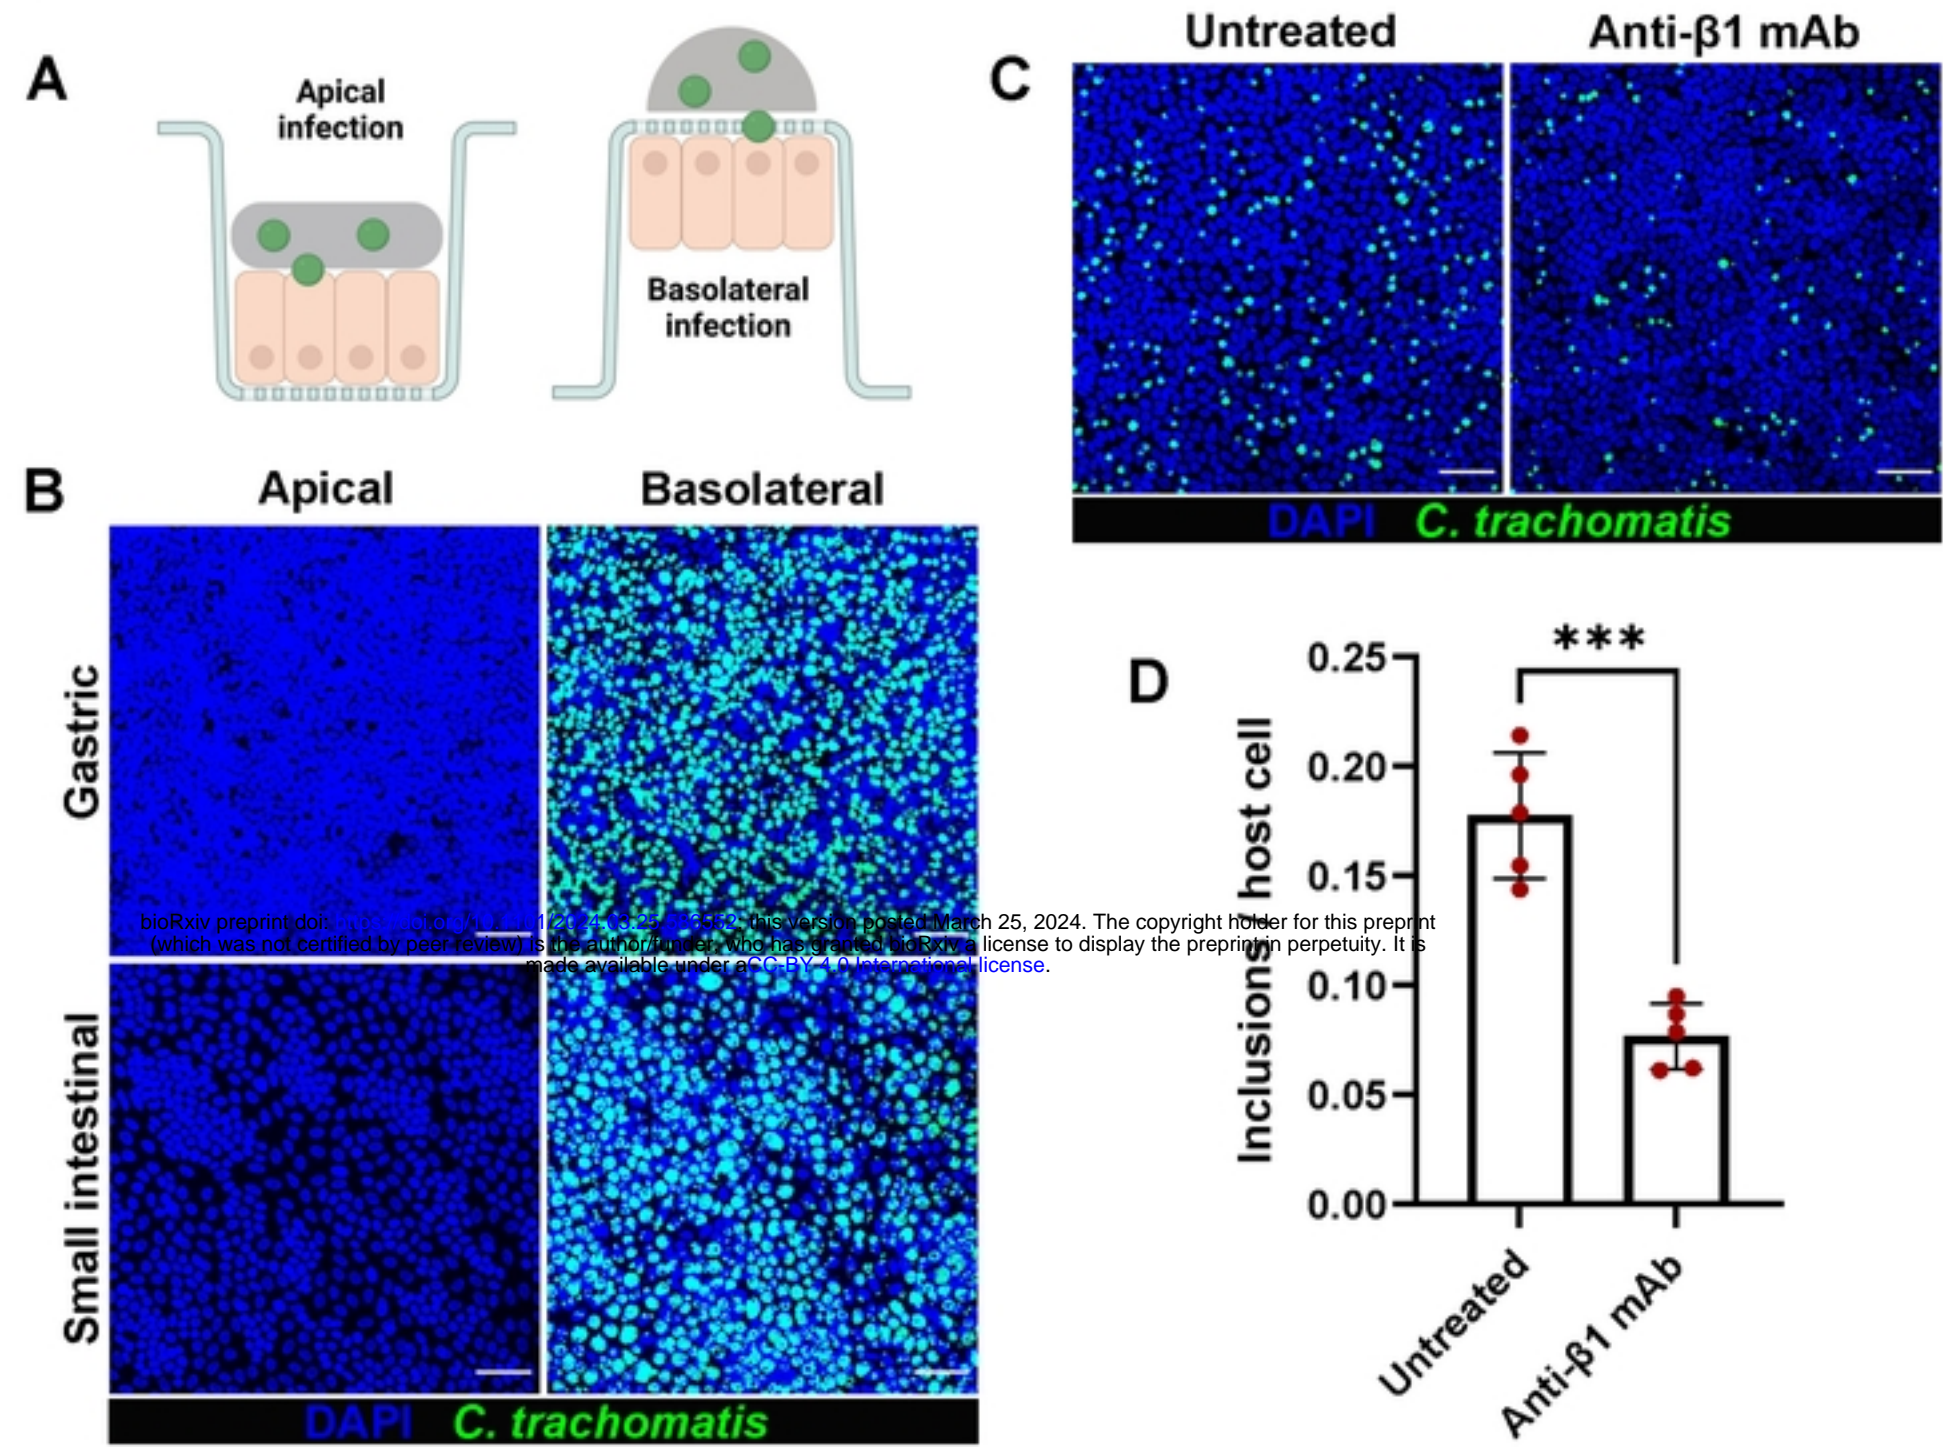 A
Apical
infection
Basolateral
infection
B
Apical
Basolateral
Gastric
Small intestinal
DAPI C. trachomatis
bioRxiv preprint doi: this version posted March 25, 2024. The copyright holder for this preprint
(which was not certified by peer review) is the author/funder, who has granted bioRxiv a license to display the preprint in perpetuity. It is
made available under aCC-BY 4.0 International license.
C
Untreated
Anti-β1 mAb
DAPI C. trachomatis
D
***
Inclusions / host cell
0.25
0.20
0.15
0.10
0.05
0.00
Untreated
Anti-β1 mAb